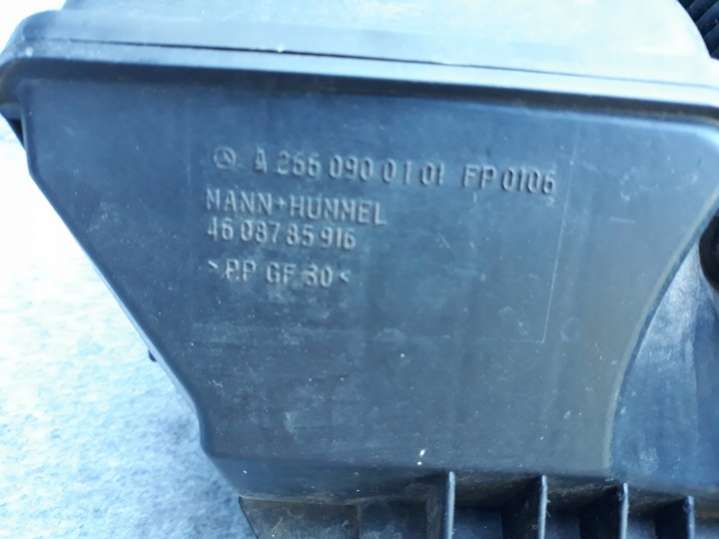 A 266 090 01 01 FP 0106
MANN+HUMMEL
46 087 85 916
>PP GF 30<